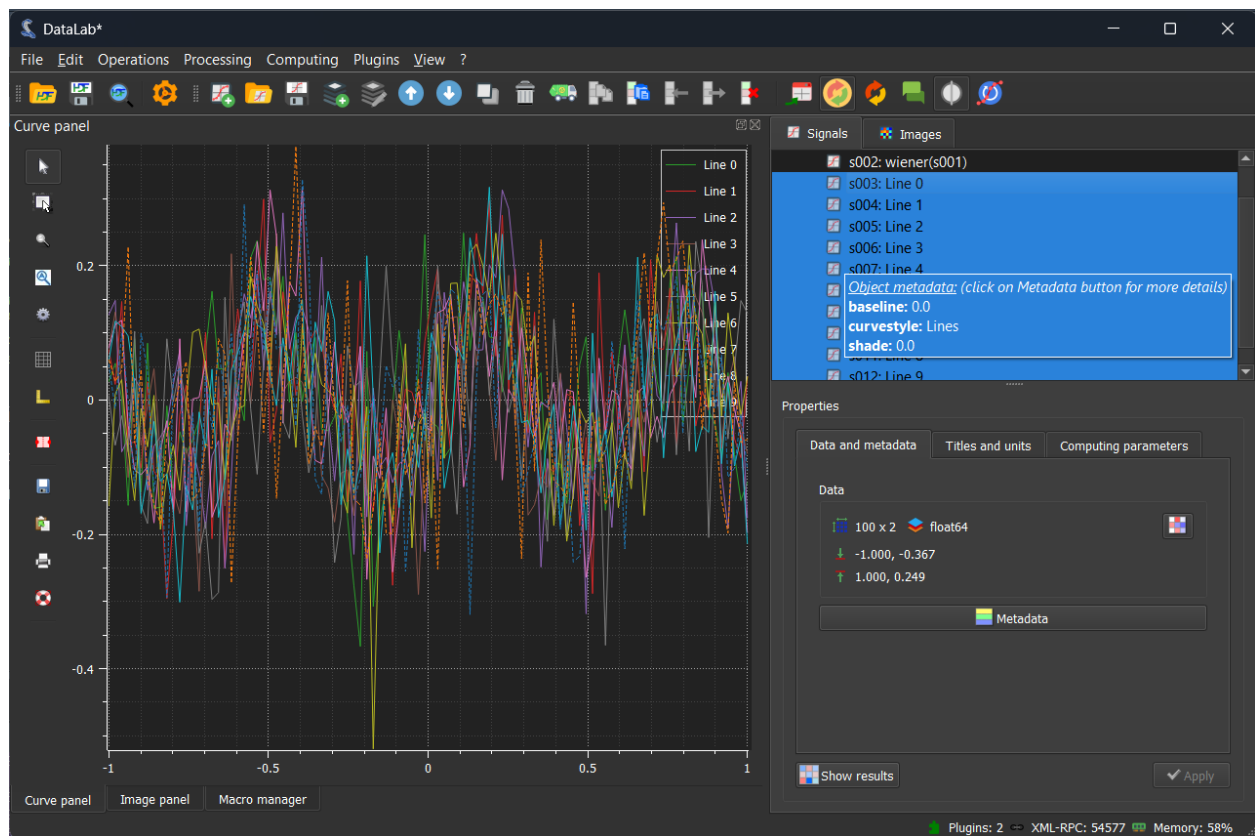 DataLab*
File Edit Operations Processing Computing Plugins View ?
Curve panel
Signals
Images
s002: wiener(s001)
s003: Line 0
s004: Line 1
s005: Line 2
s006: Line 3
s007: Line 4
Object metadata: (click on Metadata button for more details)
baseline: 0.0
curvestyle: Lines
shade: 0.0
s012: Line 9
Line 0
Line 1
Line 2
Line 3
Line 4
Line 5
Line 6
Line 7
Line 8
Line 9
0.2
0
-0.2
-0.4
-1
-0.5
0
0.5
1
Properties
Data and metadata
Titles and units
Computing parameters
Data
100 x 2 float64
-1.000, -0.367
1.000, 0.249
Metadata
Show results
Apply
Curve panel
Image panel
Macro manager
Plugins: 2 XML-RPC: 54577 Memory: 58%